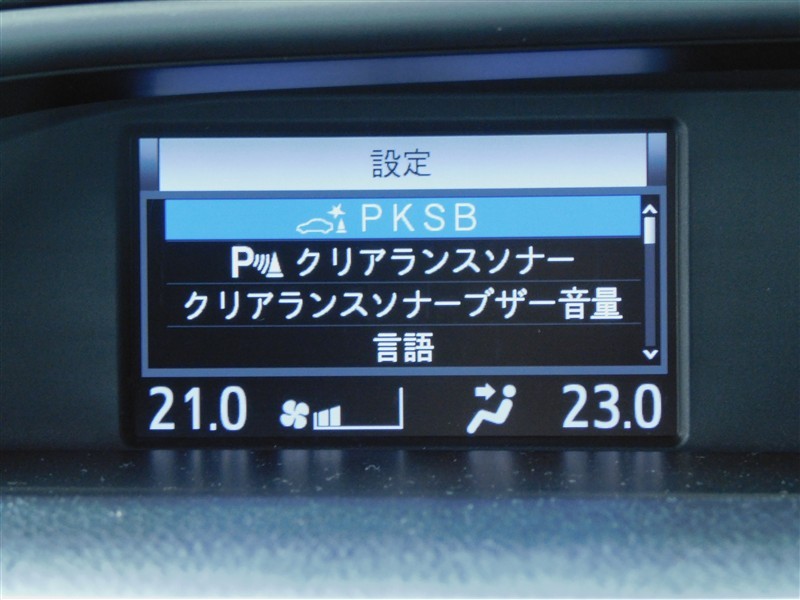 設定
PKSB
P クリアランスソナー
クリアランスソナーブザー音量
言語
21.0 23.0